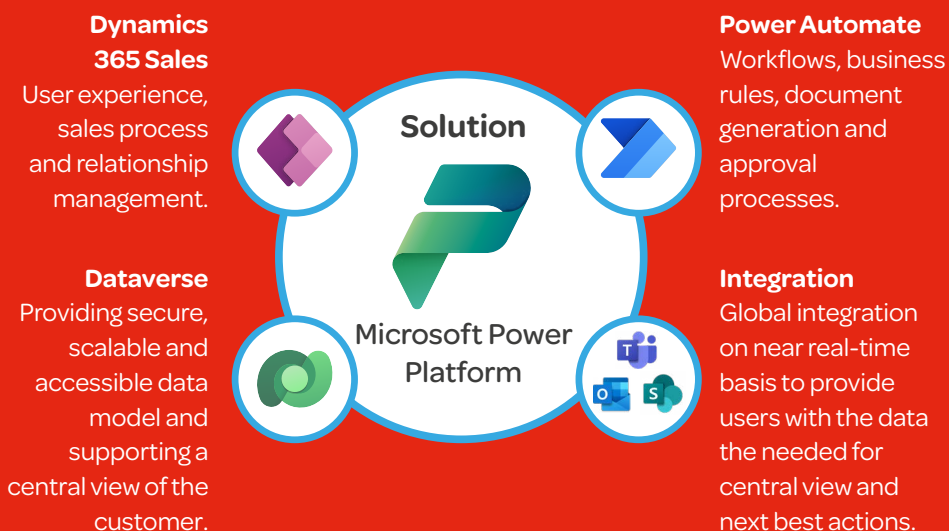 Dynamics
365 Sales
User experience,
sales process
and relationship
management.
Dataverse
Providing secure,
scalable and
accessible data
model and
supporting a
central view of the
customer.
Solution
Microsoft Power
Platform
T
O
S
Power Automate
Workflows, business
rules, document
generation and
approval
processes.
Integration
Global integration
on near real-time
basis to provide
users with the data
the needed for
central view and
next best actions.